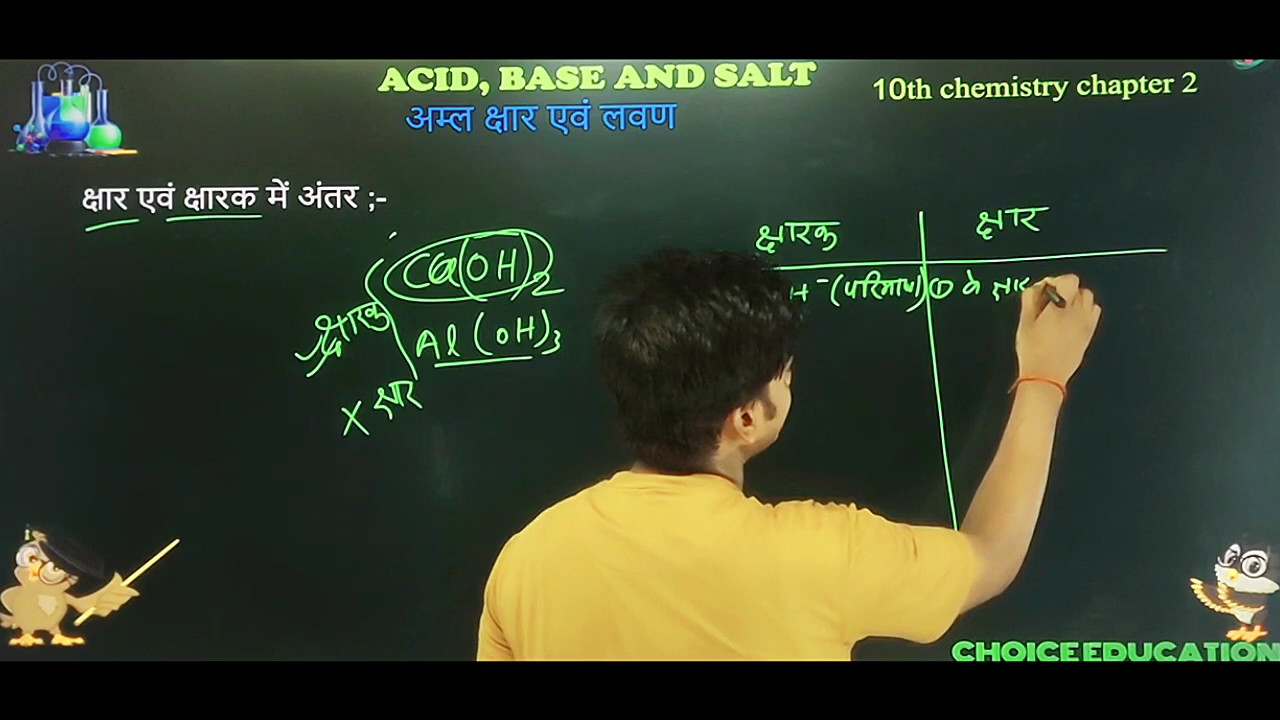 ACID, BASE AND SALT
10th chemistry chapter 2
अम्ल क्षार एवं लवण
क्षार एवं क्षारक में अंतर ;-
Ca(OH)2
क्षारक
Al(OH)3
X क्षार
क्षारक
क्षार
H⁻(परिमाण)
① के
CHOICE EDUCATION